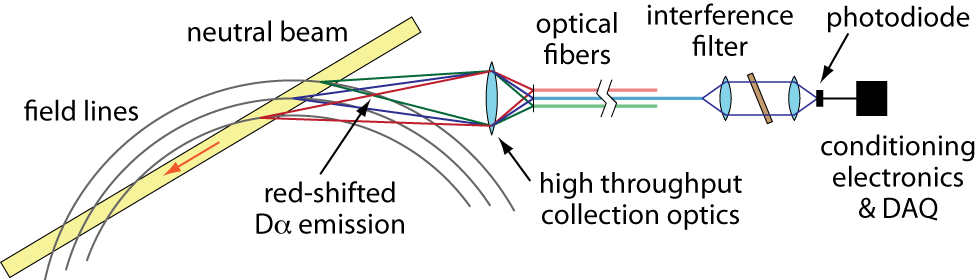 neutral beam
field lines
red-shifted
Dα emission
optical
fibers
high throughput
collection optics
interference
filter
photodiode
conditioning
electronics
& DAQ